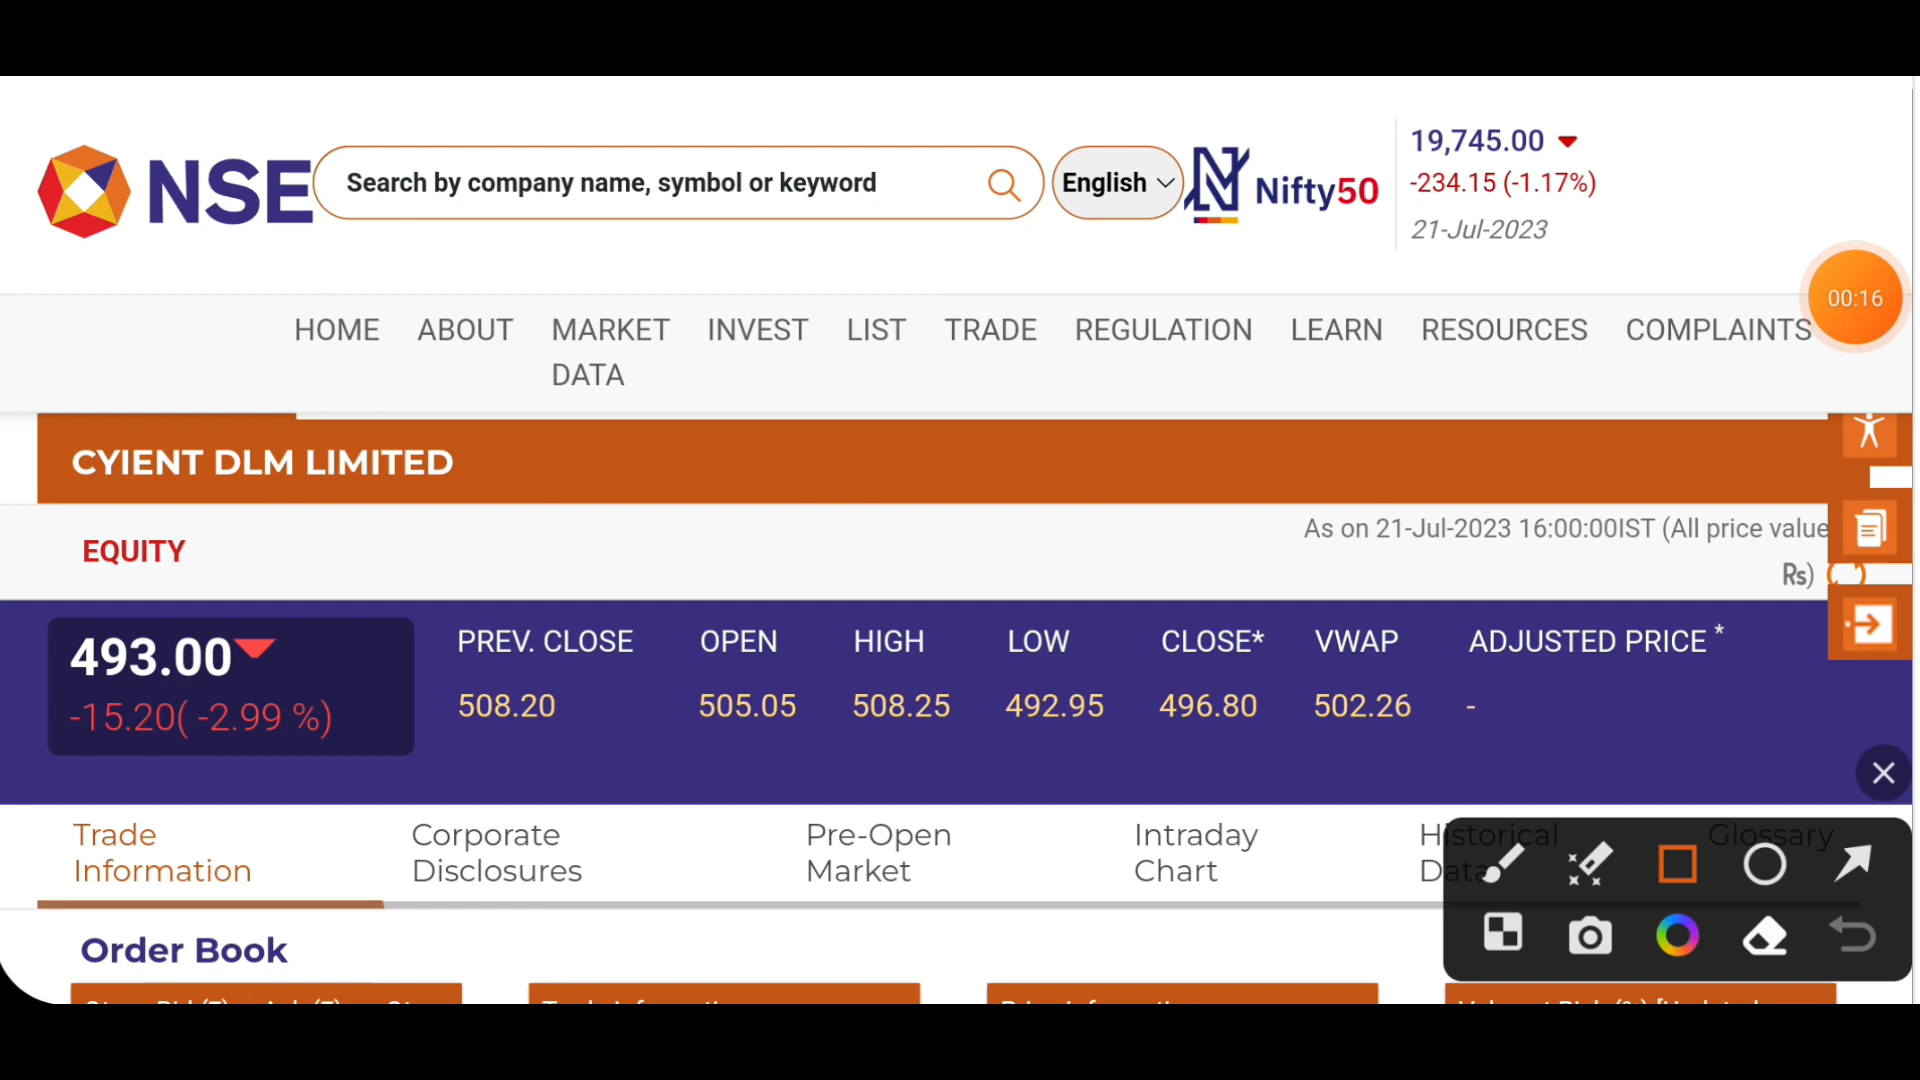 NSE
Search by company name, symbol or keyword
English
Nifty50
19,745.00
-234.15 (-1.17%)
21-Jul-2023
00:16
HOME ABOUT MARKET DATA INVEST LIST TRADE REGULATION LEARN RESOURCES COMPLAINTS
CYIENT DLM LIMITED
EQUITY
As on 21-Jul-2023 16:00:00IST (All price value
Rs)
493.00
-15.20( -2.99 %)
PREV. CLOSE OPEN HIGH LOW CLOSE* VWAP ADJUSTED PRICE *
508.20 505.05 508.25 492.95 496.80 502.26 -
Trade Information
Corporate Disclosures
Pre-Open Market
Intraday Chart
Historical Data
Glossary
Order Book